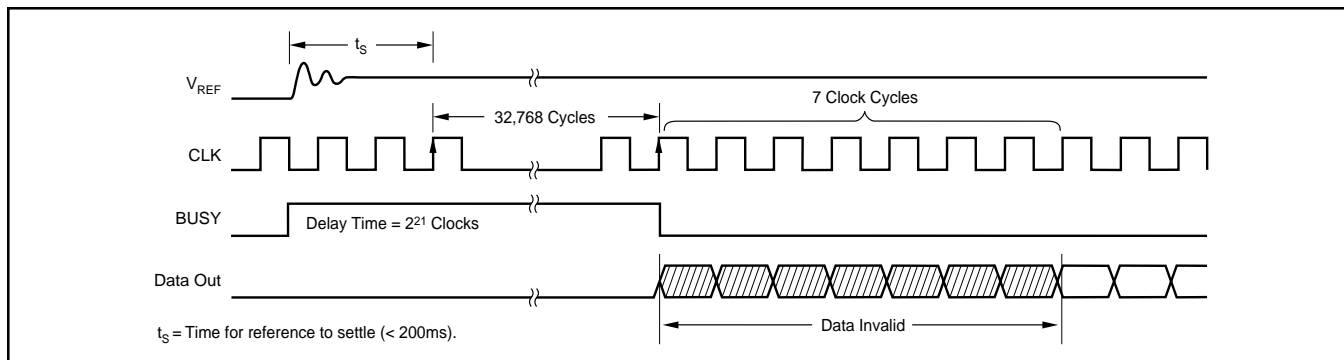 tS
VREF
7 Clock Cycles
32,768 Cycles
CLK
BUSY
Delay Time = 2²¹ Clocks
Data Out
Data Invalid
tS = Time for reference to settle (< 200ms).